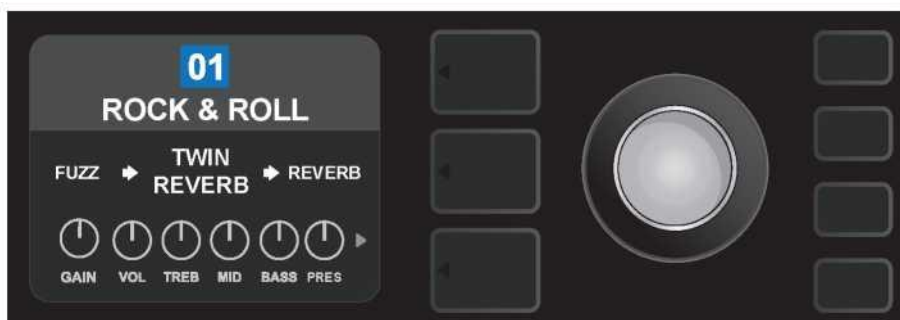 01
ROCK & ROLL
FUZZ TWIN REVERB REVERB
GAIN VOL TREB MID BASS PRES